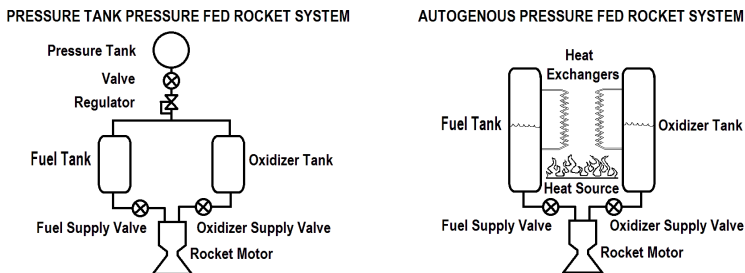 PRESSURE TANK PRESSURE FED ROCKET SYSTEM
Pressure Tank
Valve
Regulator
Fuel Tank
Oxidizer Tank
Fuel Supply Valve
Oxidizer Supply Valve
Rocket Motor
AUTOGENOUS PRESSURE FED ROCKET SYSTEM
Heat
Exchangers
Fuel Tank
Oxidizer Tank
Heat Source
Fuel Supply Valve
Oxidizer Supply Valve
Rocket Motor